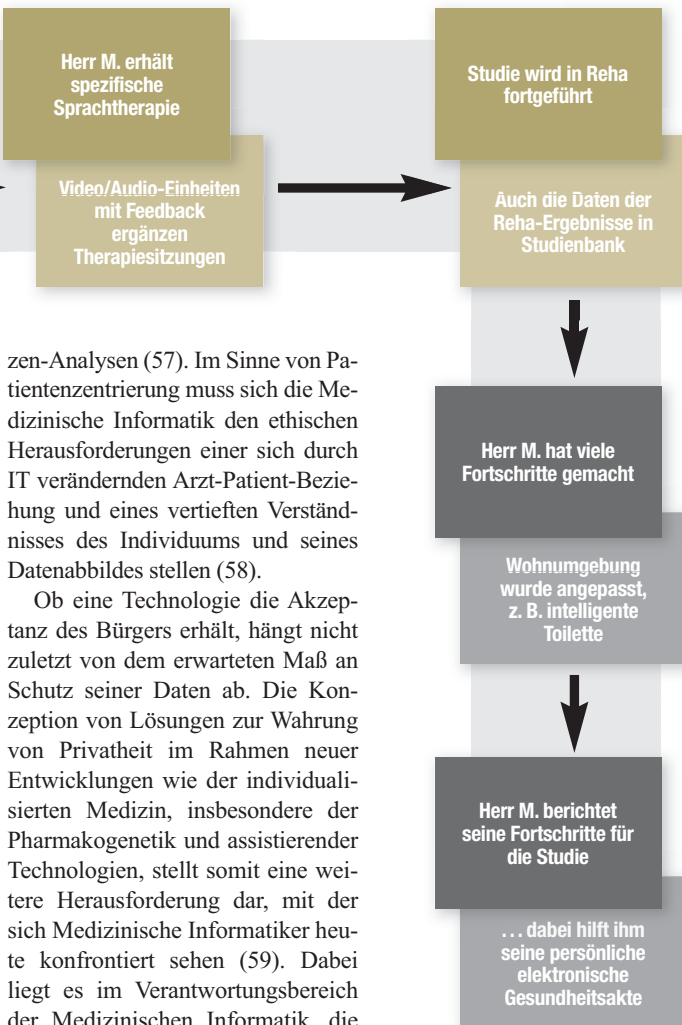 Herr M. erhält
spezifische
Sprachtherapie
Video/Audio-Einheiten
mit Feedback
ergänzen
Therapiesitzungen
Studie wird in Reha
fortgeführt
Auch die Daten der
Reha-Ergebnisse in
Studienbank
Herr M. hat viele
Fortschritte gemacht
Wohnumgebung
wurde angepasst,
z. B. intelligente
Toilette
Herr M. berichtet
seine Fortschritte für
die Studie
... dabei hilft ihm
seine persönliche
elektronische
Gesundheitsakte
zen-Analysen (57). Im Sinne von Pa-
tientenzentrierung muss sich die Me-
dizinische Informatik den ethischen
Herausforderungen einer sich durch
IT verändernden Arzt-Patient-Bezie-
hung und eines vertieften Verständ-
nisses des Individuums und seines
Datenabbildes stellen (58).
Ob eine Technologie die Akzep-
tanz des Bürgers erhält, hängt nicht
zuletzt von dem erwarteten Maß an
Schutz seiner Daten ab. Die Kon-
zeption von Lösungen zur Wahrung
von Privatheit im Rahmen neuer
Entwicklungen wie der individuali-
sierten Medizin, insbesondere der
Pharmakogenetik und assistierender
Technologien, stellt somit eine wei-
tere Herausforderung dar, mit der
sich Medizinische Informatiker heu-
te konfrontiert sehen (59). Dabei
liegt es im Verantwortungsbereich
der Medizinischen Informatik, die